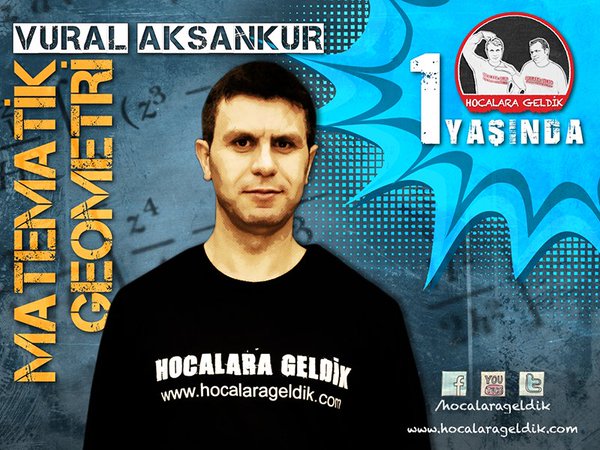 VURAL AKSANKUR
MATEMATİK
GEOMETRİ
HOCALARA GELDİK
1
YAŞINDA
HOCALARA GELDİK
www.hocalarageldik.com
/hocalarageldik
www.hocalarageldik.com